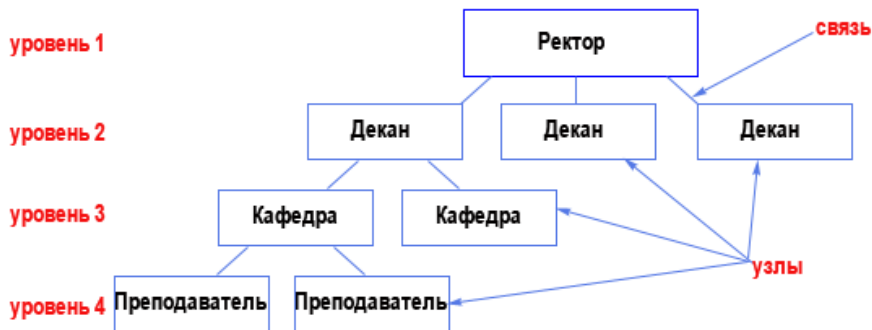 уровень 1
Ректор
связь
уровень 2
Декан
Декан
Декан
уровень 3
Кафедра
Кафедра
узлы
уровень 4
Преподаватель
Преподаватель